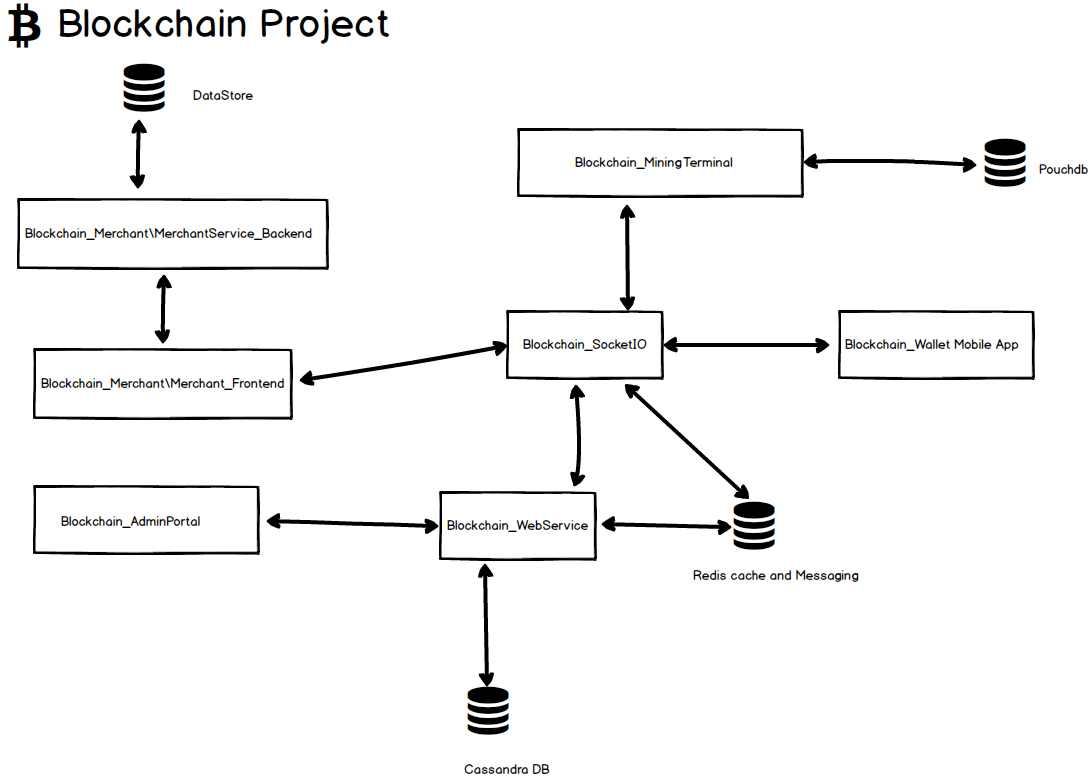 Blockchain Project
DataStore
Blockchain_MiningTerminal
Pouchdb
Blockchain_Merchant\MerchantService_Backend
Blockchain_SocketIO
Blockchain_Wallet Mobile App
Blockchain_Merchant\Merchant_Frontend
Blockchain_AdminPortal
Blockchain_WebService
Redis cache and Messaging
Cassandra DB